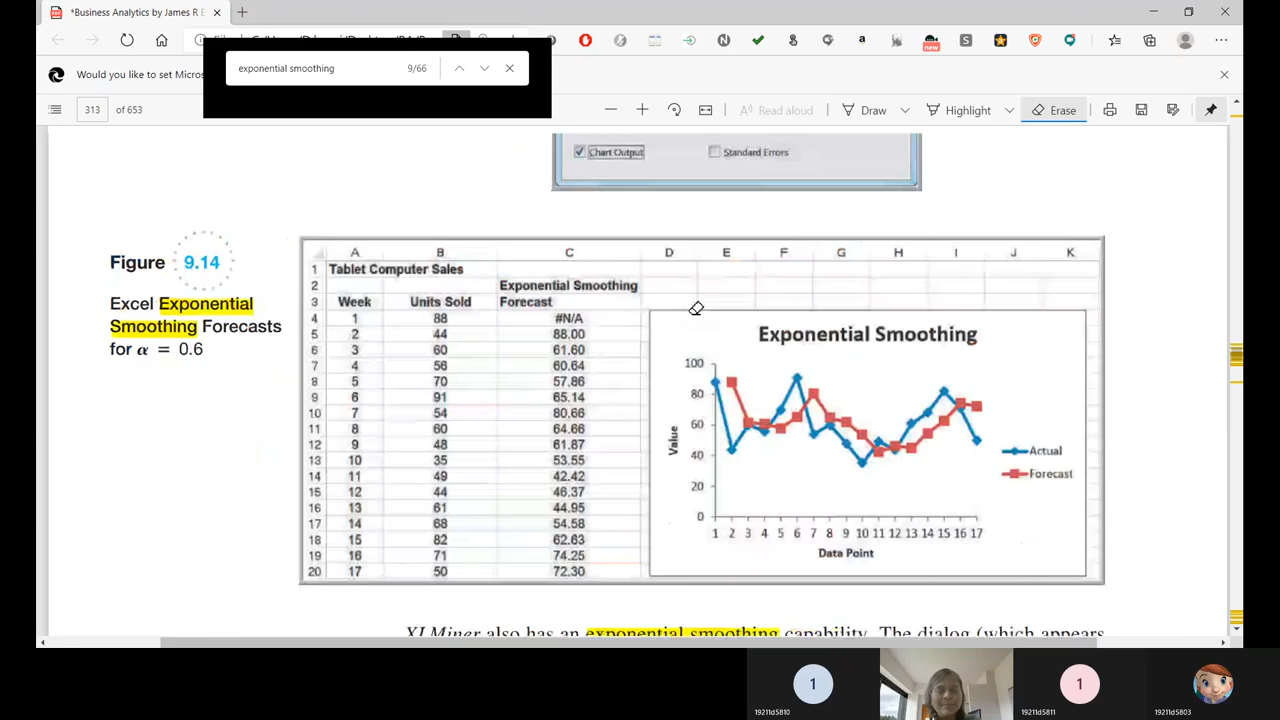 *Business Analytics by James R E
exponential smoothing 9/66
new
Would you like to set Micros
313 of 653
Read aloud Draw Highlight Erase
Chart Output Standard Errors
Figure 9.14
Excel Exponential
Smoothing Forecasts
for α = 0.6
A B C D E F G H I J K
1 Tablet Computer Sales
2 Exponential Smoothing
3 Week Units Sold Forecast
4 1 88 #N/A
5 2 44 88.00
6 3 60 61.60
7 4 56 60.64
8 5 70 57.86
9 6 91 65.14
10 7 54 80.66
11 8 60 64.66
12 9 48 61.87
13 10 35 53.55
14 11 49 42.42
15 12 44 46.37
16 13 61 44.95
17 14 68 54.58
18 15 82 62.63
19 16 71 74.25
20 17 50 72.30
Exponential Smoothing
100
80
60
40
20
0
Value
1 2 3 4 5 6 7 8 9 10 11 12 13 14 15 16 17
Data Point
Actual
Forecast
XLMiner also has an exponential smoothing capability. The dialog (which appears
1
1
19211d5810
19211d5811
19211d5803